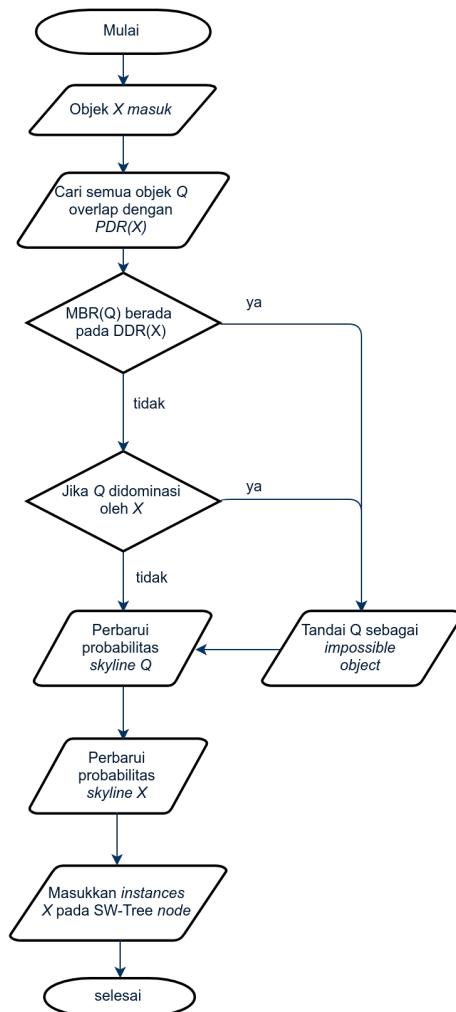 Mulai
Objek X masuk
Cari semua objek Q
overlap dengan
PDR(X)
MBR(Q) berada
pada DDR(X)
ya
tidak
Jika Q didominasi
oleh X
ya
tidak
Perbarui
probabilitas
skyline Q
Tandai Q sebagai
impossible
object
Perbarui
probabilitas
skyline X
Masukkan instances
X pada SW-Tree node
selesai